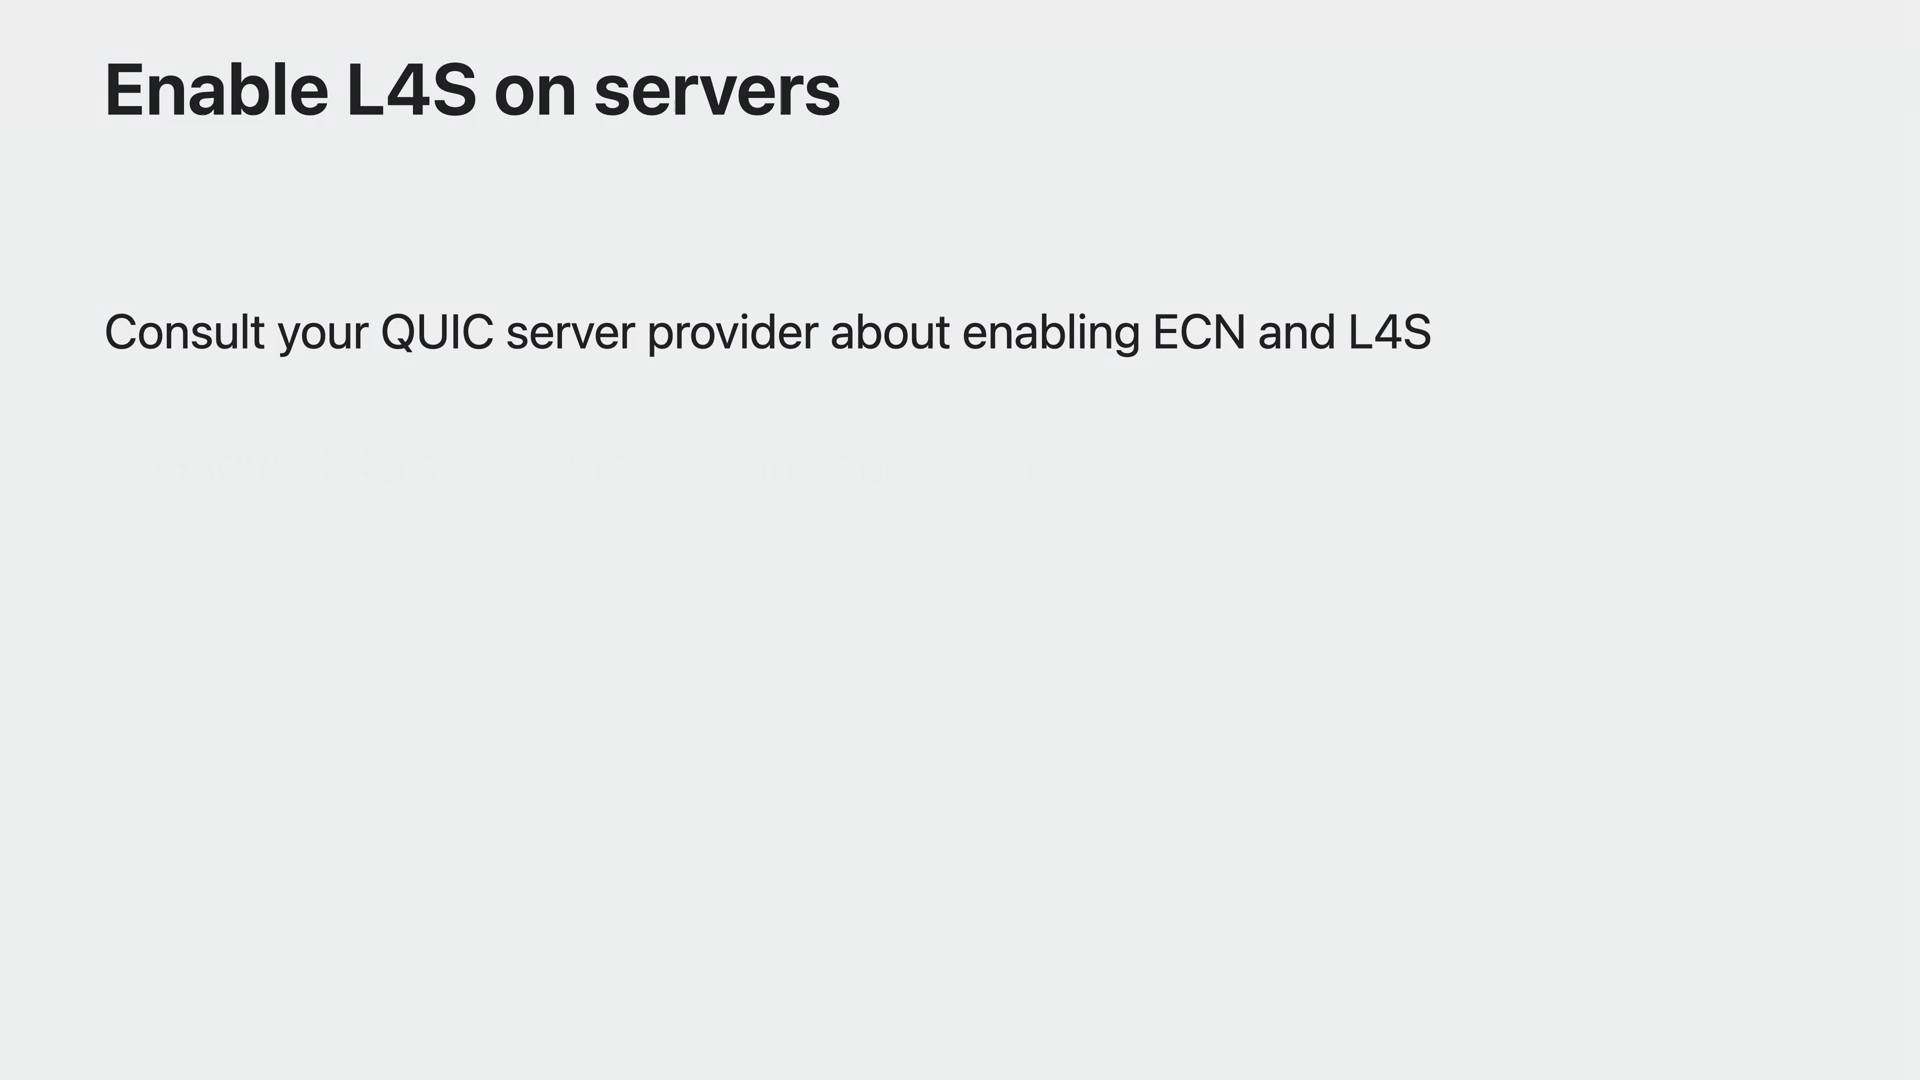 Enable L4S on servers
Consult your QUIC server provider about enabling ECN and L4S